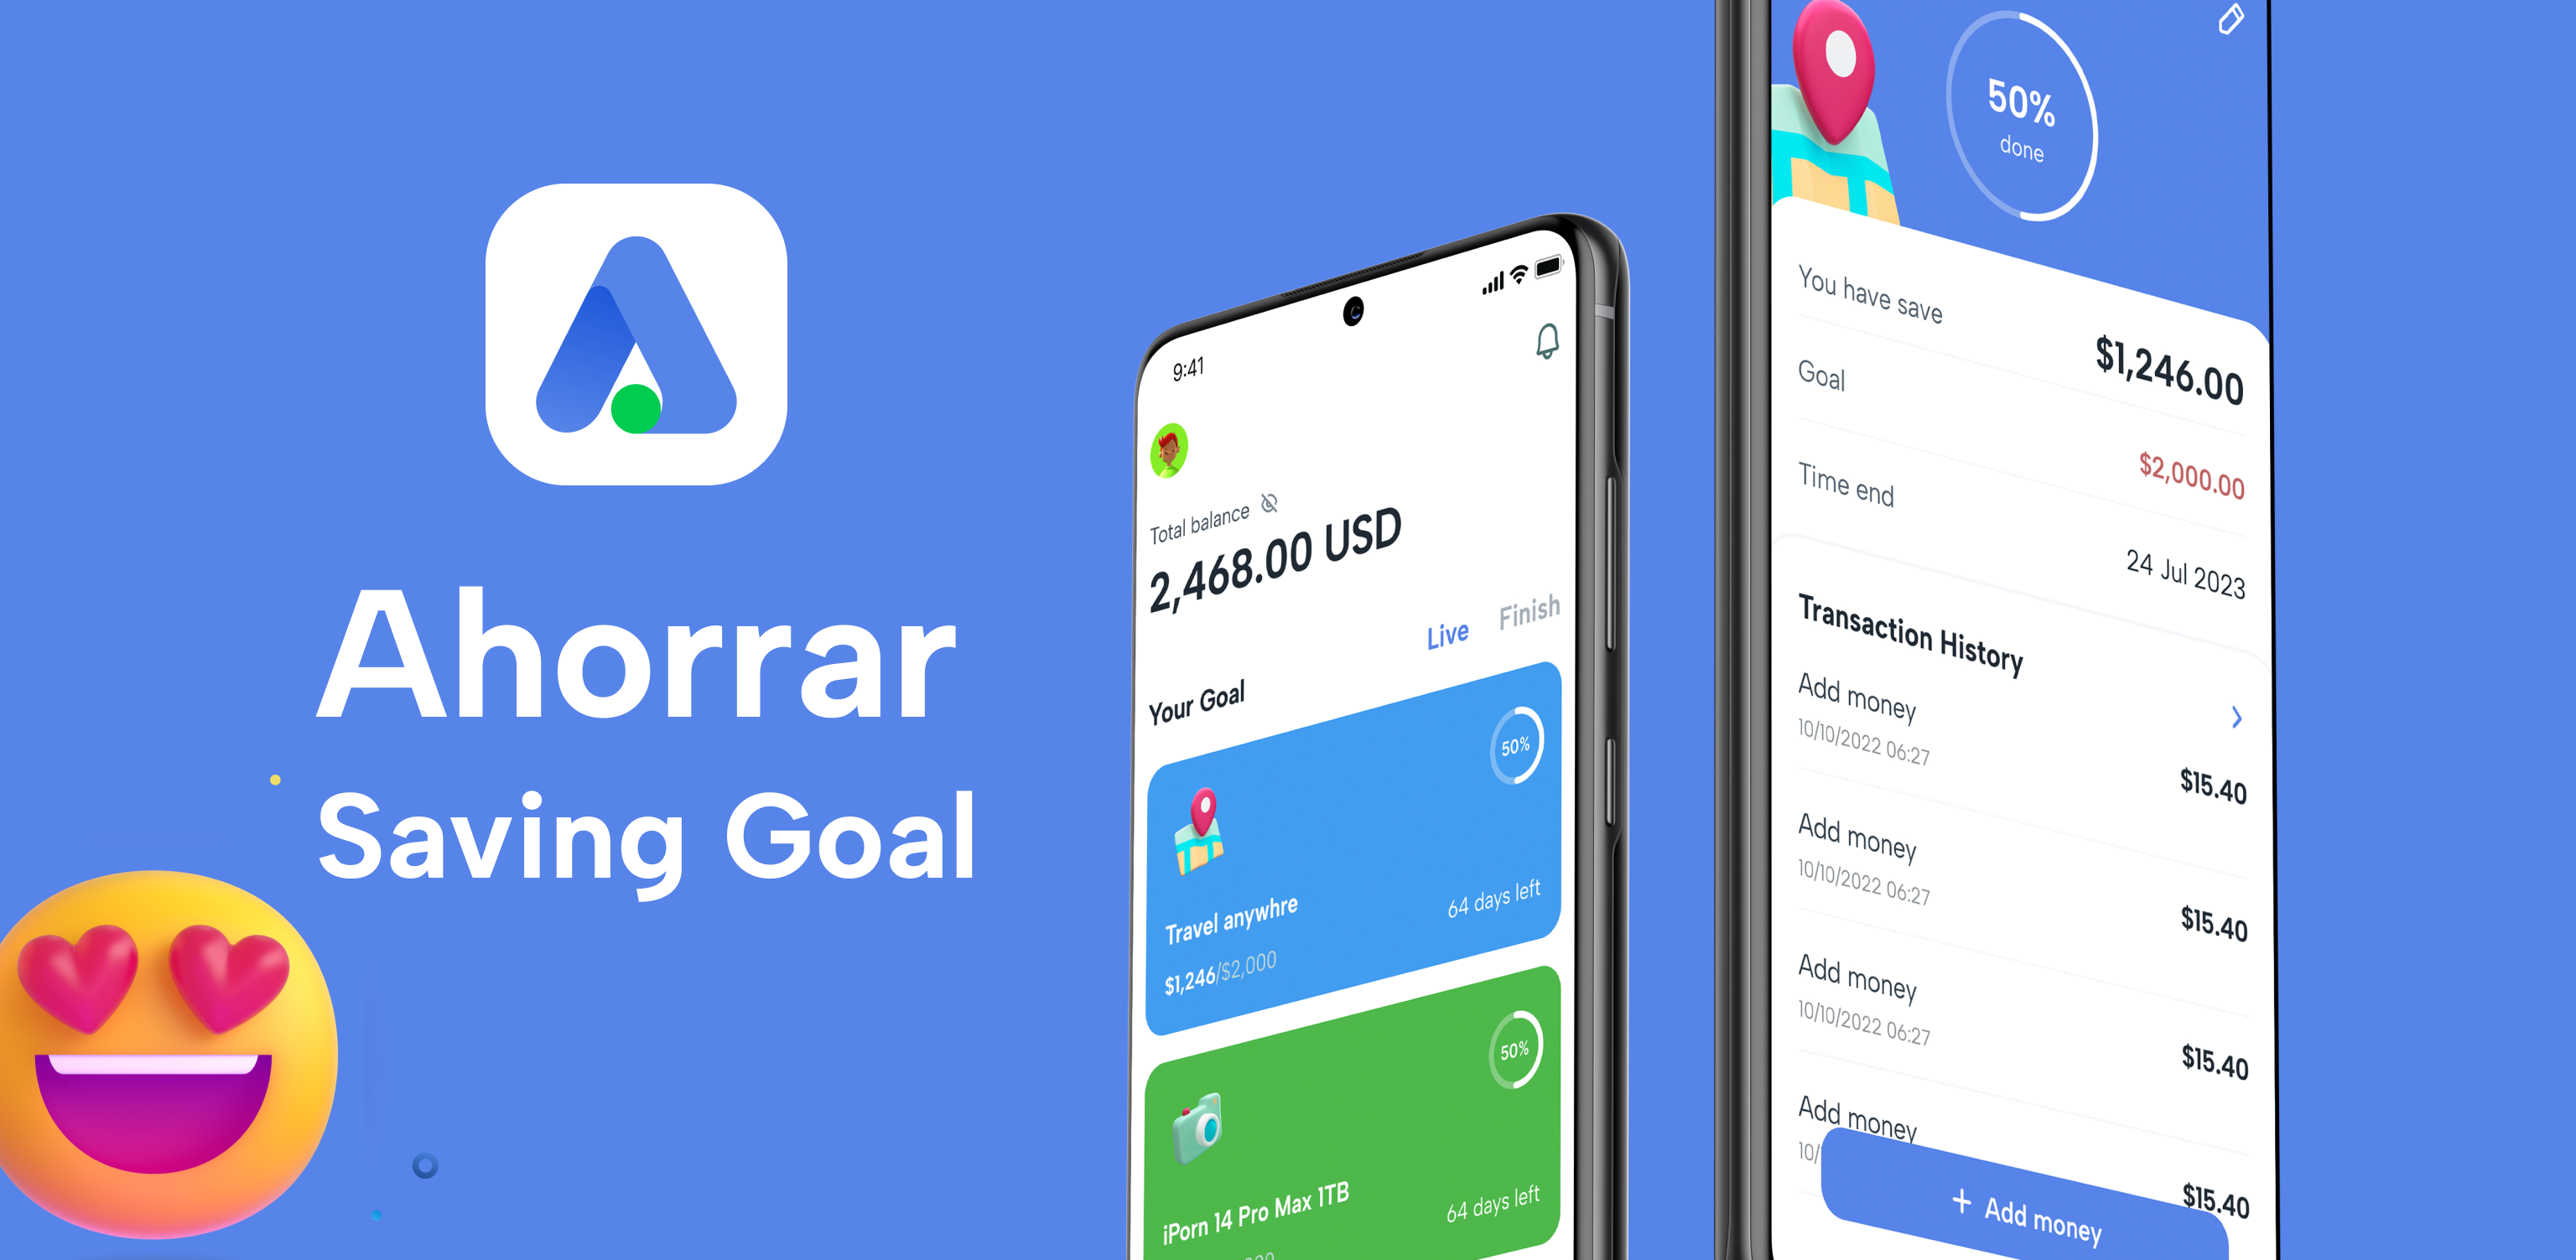 Ahorrar
Saving Goal
9:41
Total balance
2,468.00 USD
Live Finish
Your Goal
50%
Travel anywhre
64 days left
$1,246/$2,000
50%
iPorn 14 Pro Max 1TB
64 days left
50%
done
You have save
$1,246.00
Goal
$2,000.00
Time end
24 Jul 2023
Transaction History
Add money
10/10/2022 06:27
$15.40
Add money
10/10/2022 06:27
$15.40
Add money
10/10/2022 06:27
$15.40
Add money
10/
$15.40
+ Add money